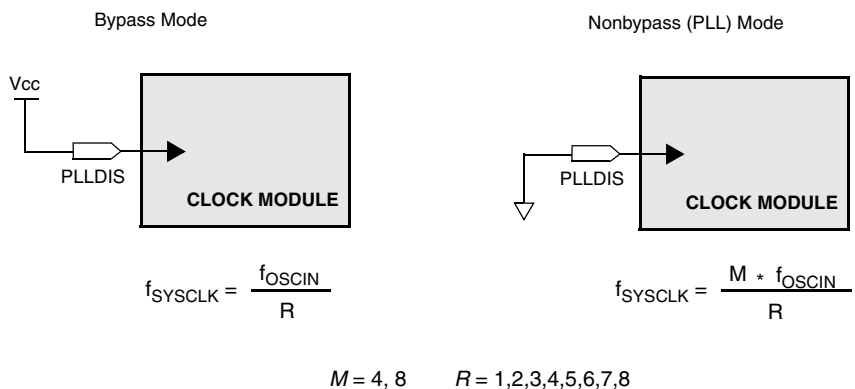 Bypass Mode
Nonbypass (PLL) Mode
Vcc
PLLDIS
CLOCK MODULE
PLLDIS
CLOCK MODULE
fSYSCLK = fOSCIN / R
fSYSCLK = M * fOSCIN / R
M = 4, 8 R = 1,2,3,4,5,6,7,8